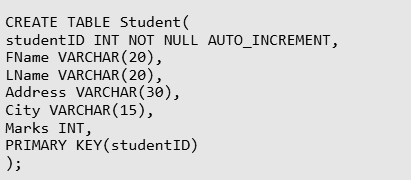 CREATE TABLE Student(
studentID INT NOT NULL AUTO_INCREMENT,
FName VARCHAR(20),
LName VARCHAR(20),
Address VARCHAR(30),
City VARCHAR(15),
Marks INT,
PRIMARY KEY(studentID)
);